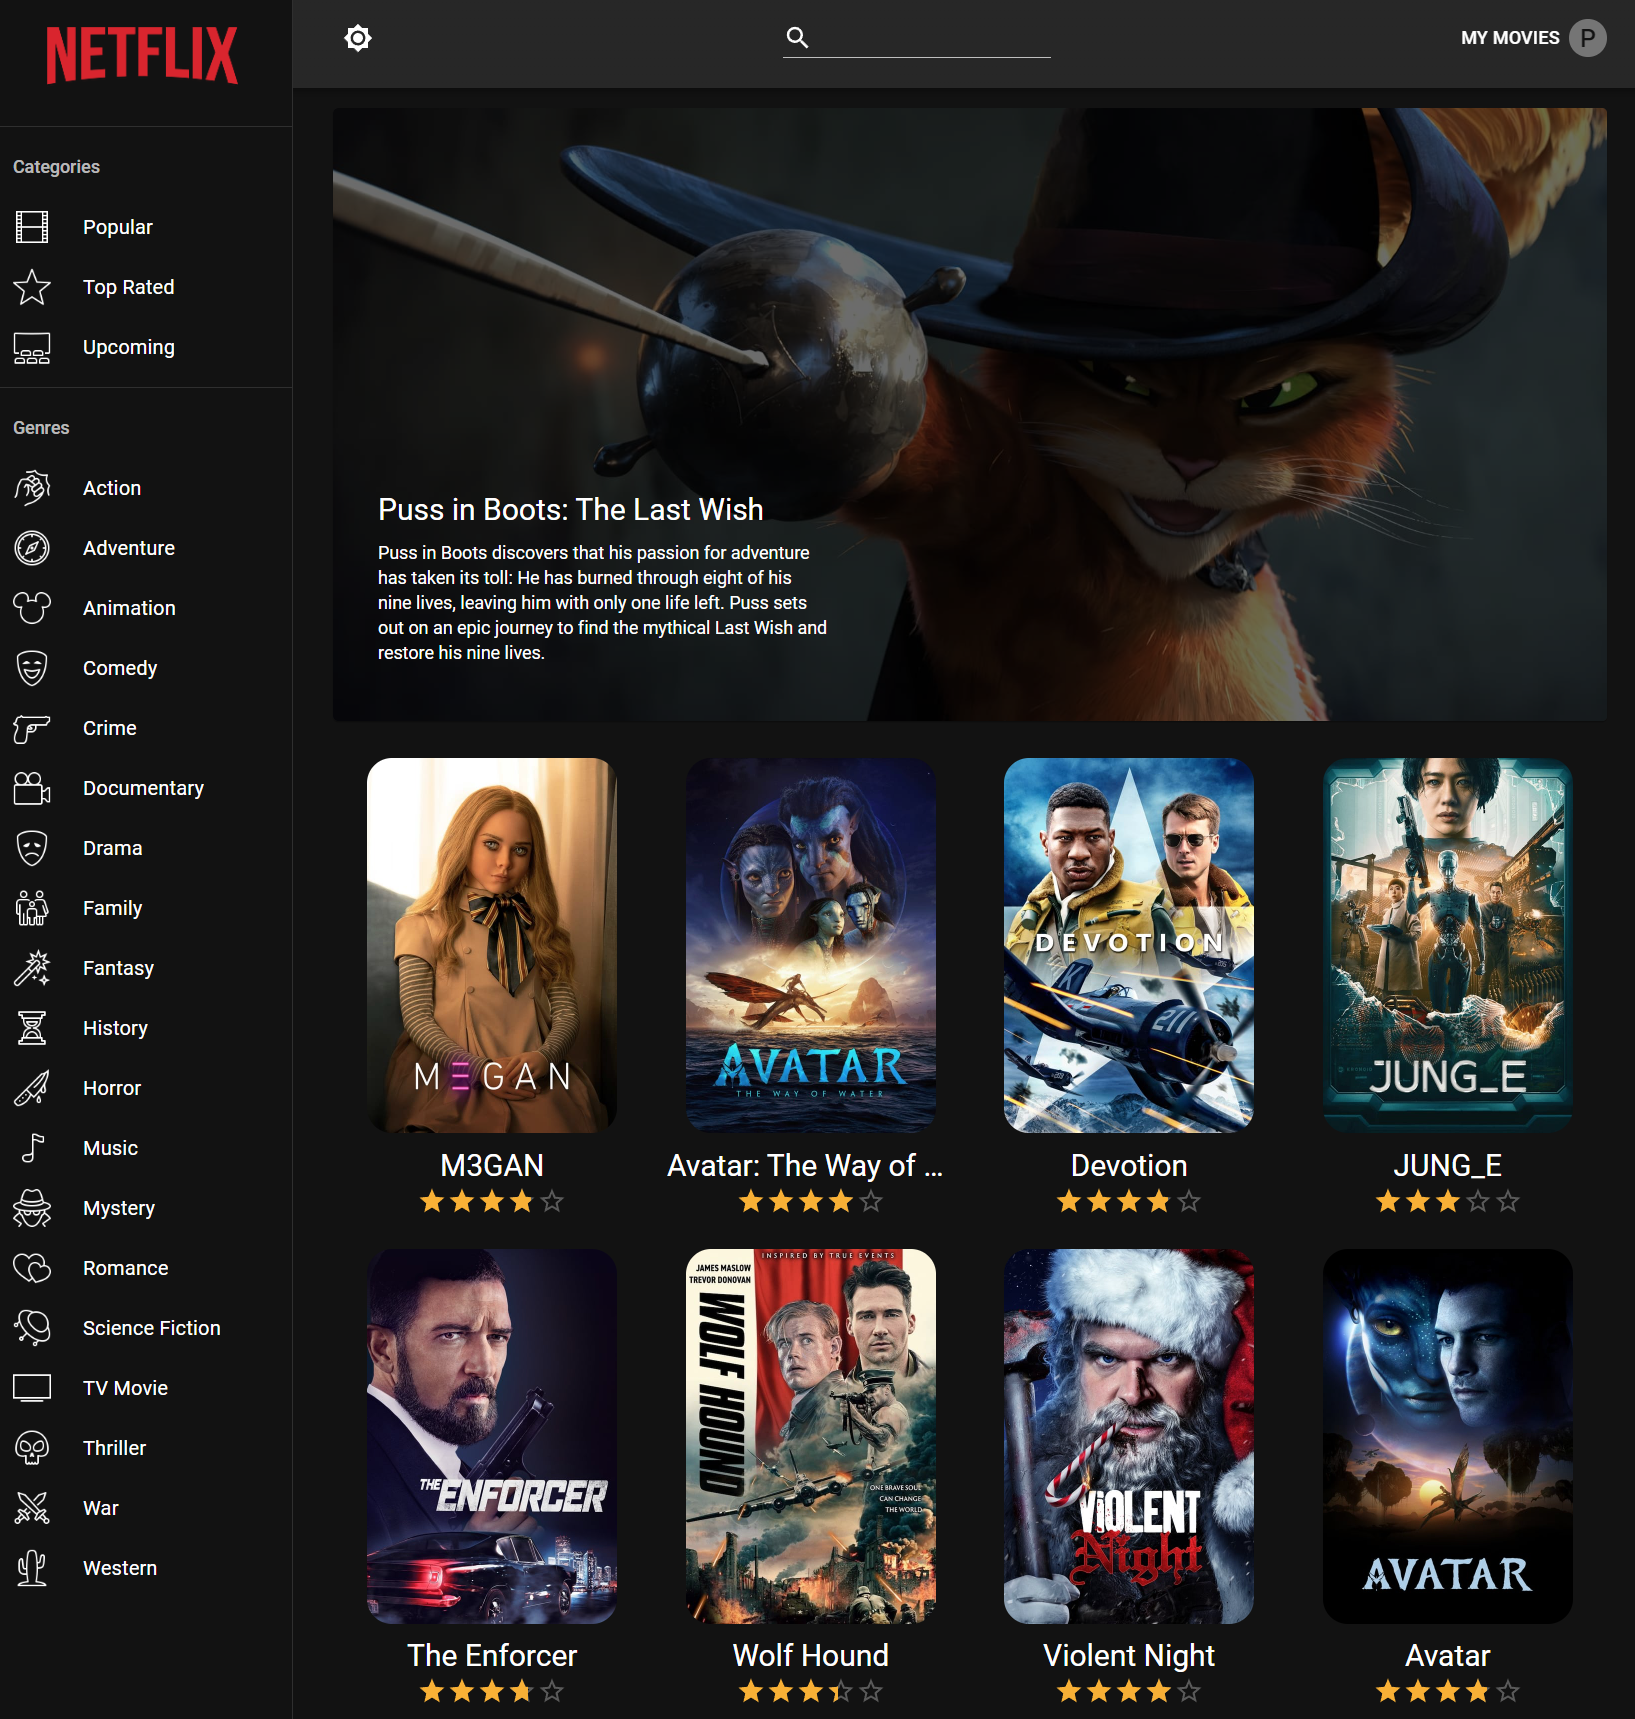 NETFLIX
MY MOVIES P
Categories
Popular
Top Rated
Upcoming
Genres
Action
Adventure
Animation
Comedy
Crime
Documentary
Drama
Family
Fantasy
History
Horror
Music
Mystery
Romance
Science Fiction
TV Movie
Thriller
War
Western
Puss in Boots: The Last Wish
Puss in Boots discovers that his passion for adventure
has taken its toll: He has burned through eight of his
nine lives, leaving him with only one life left. Puss sets
out on an epic journey to find the mythical Last Wish and
restore his nine lives.
M3GAN
AVATAR
THE WAY OF WATER
DEVOTION
211
JUNG_E
M3GAN
Avatar: The Way of ...
Devotion
JUNG_E
THE ENFORCER
INSPIRED BY TRUE EVENTS
JAMES MASLOW
TREVOR DONOVAN
WOLF HOUND
ONE BRAVE SOUL
CAN CHANGE
THE WORLD
VIOLENT
Night
AVATAR
The Enforcer
Wolf Hound
Violent Night
Avatar